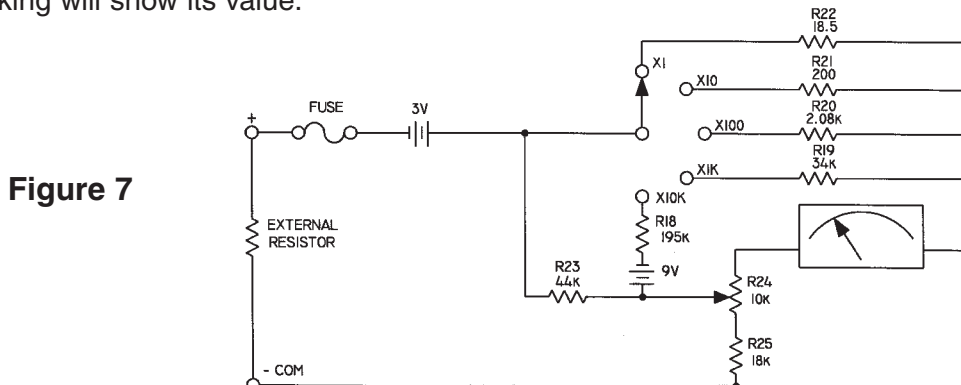 king will show its value.
Figure 7
+
FUSE
3V
EXTERNAL
RESISTOR
- COM
X1
X10
X100
X1K
X10K
R22
18.5
R21
200
R20
2.08K
R19
34K
R18
195K
9V
R23
44K
R24
10K
R25
18K